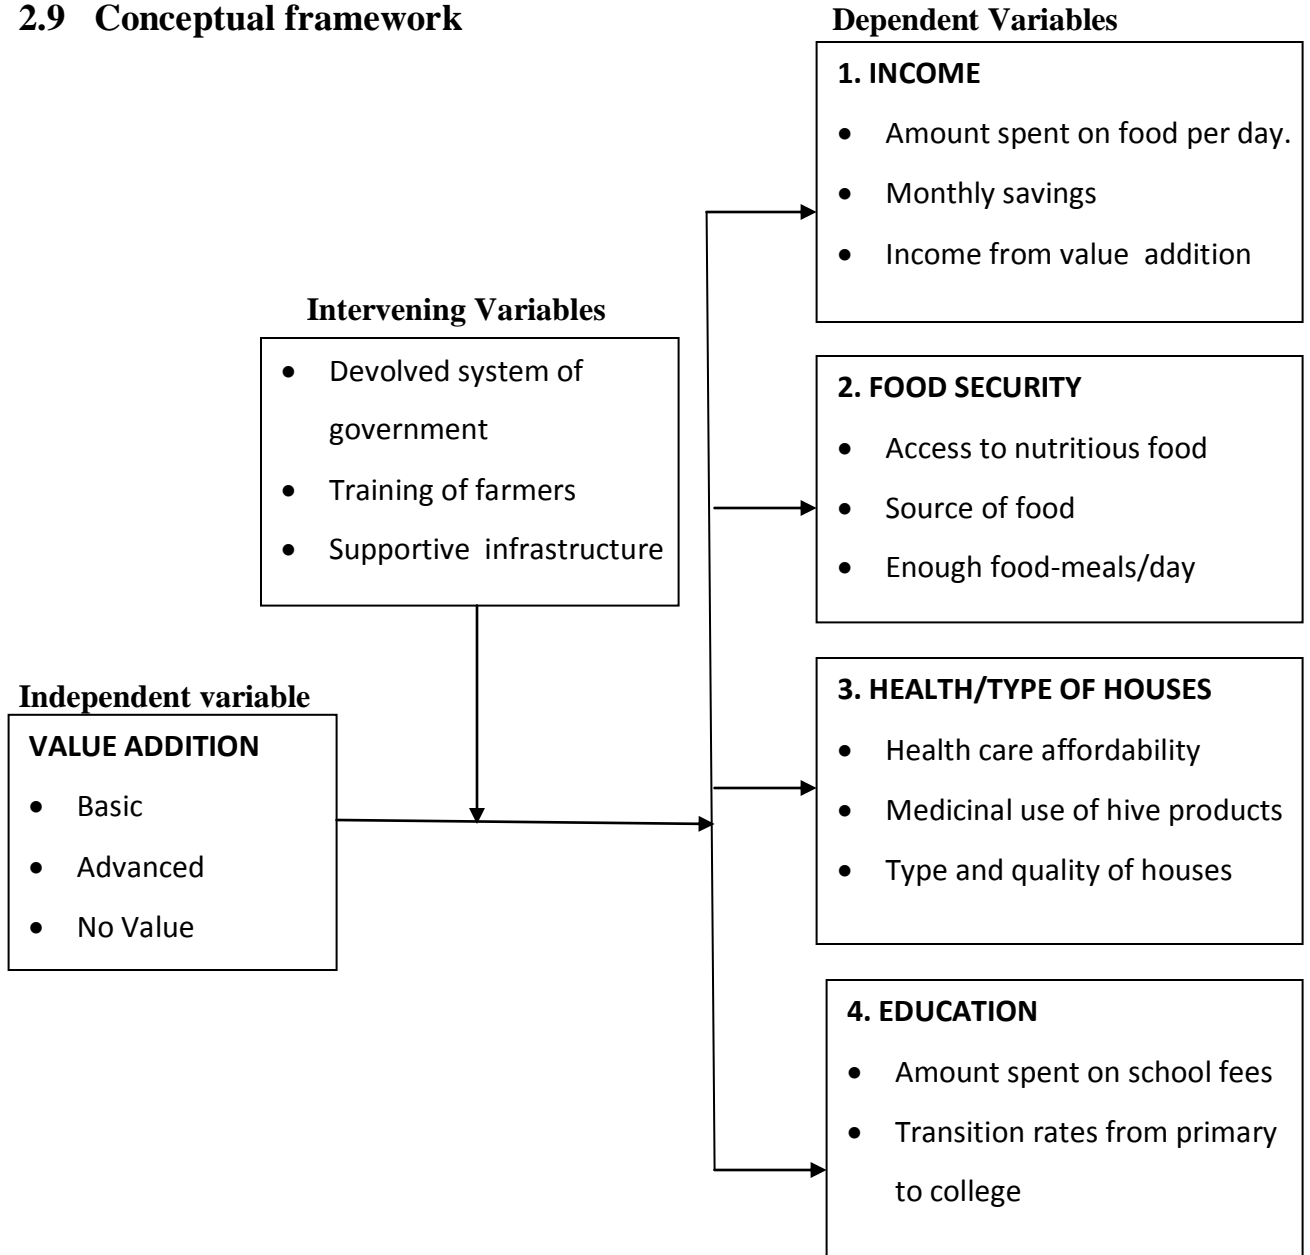 2.9 Conceptual framework
Dependent Variables
1. INCOME
• Amount spent on food per day.
• Monthly savings
• Income from value addition
Intervening Variables
• Devolved system of
government
• Training of farmers
• Supportive infrastructure
2. FOOD SECURITY
• Access to nutritious food
• Source of food
• Enough food-meals/day
Independent variable
VALUE ADDITION
• Basic
• Advanced
• No Value
3. HEALTH/TYPE OF HOUSES
• Health care affordability
• Medicinal use of hive products
• Type and quality of houses
4. EDUCATION
• Amount spent on school fees
• Transition rates from primary
to college